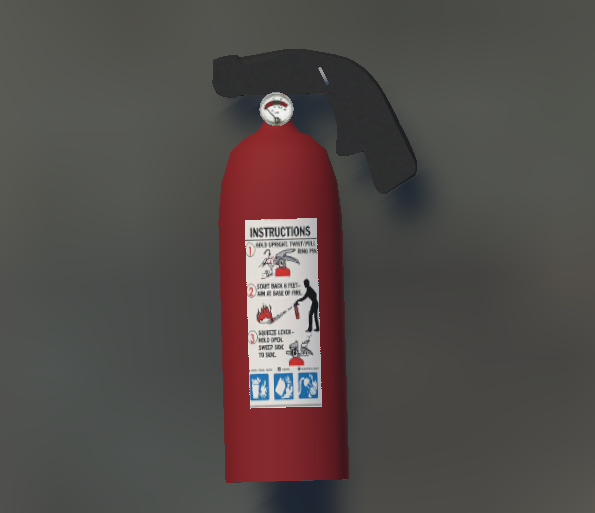 INSTRUCTIONS
1 HOLD UPRIGHT. TWIST/PULL
RING PIN
2 START BACK 6 FEET-
AIM AT BASE OF FIRE.
3 SQUEEZE LEVER-
HOLD OPEN.
SWEEP SIDE
TO SIDE.